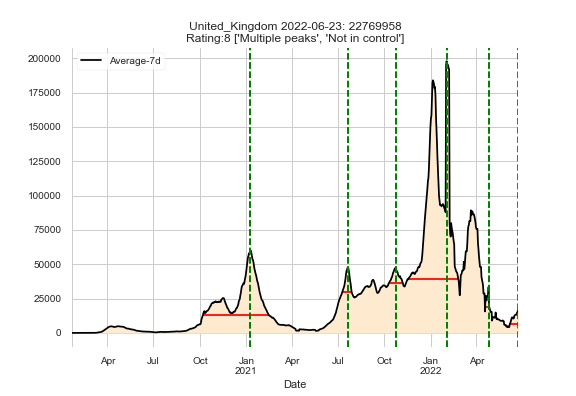 United_Kingdom 2022-06-23: 22769958
Rating:8 ['Multiple peaks', 'Not in control']
Average-7d
200000
175000
150000
125000
100000
75000
50000
25000
0
Apr Jul Oct Jan Apr Jul Oct Jan Apr
2021 2022
Date